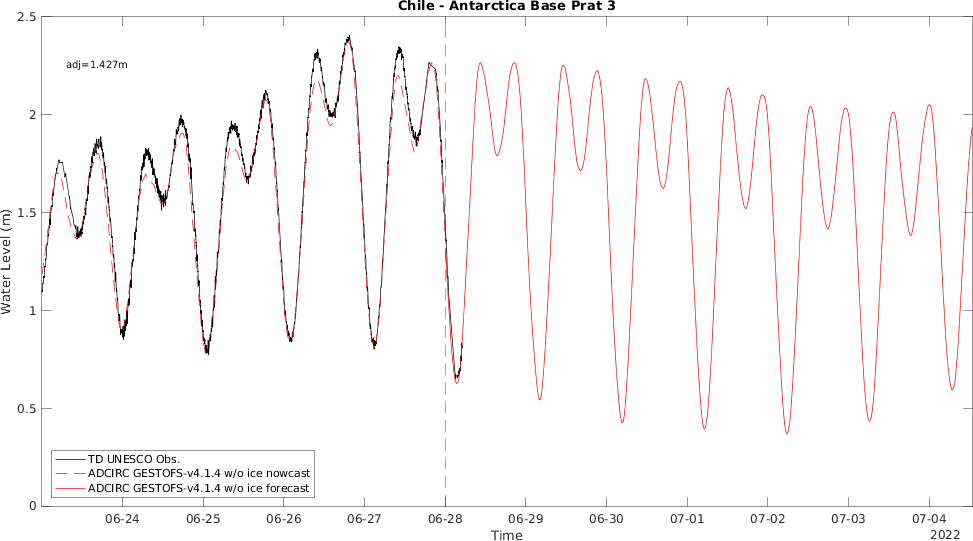 Chile - Antarctica Base Prat 3
2.5
adj=1.427m
2
1.5
Water Level (m)
1
0.5
TD UNESCO Obs.
ADCIRC GESTOFS-v4.1.4 w/o ice nowcast
ADCIRC GESTOFS-v4.1.4 w/o ice forecast
0
06-24 06-25 06-26 06-27 06-28 06-29 06-30 07-01 07-02 07-03 07-04
Time
2022